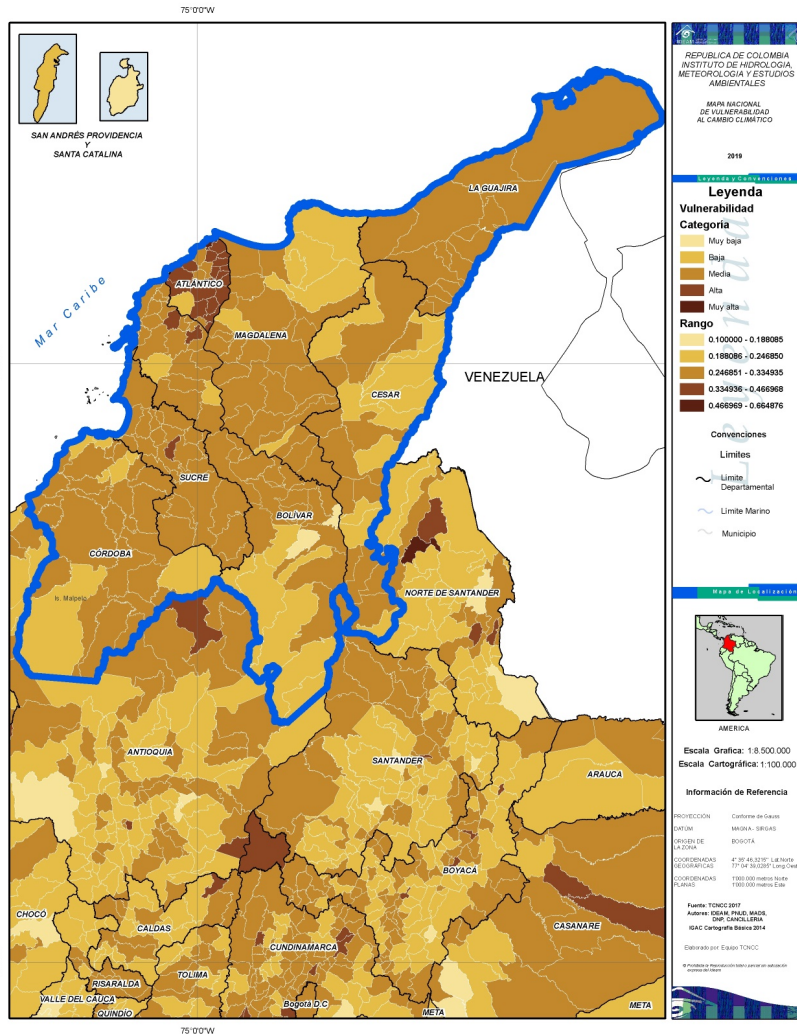 75°0'0"W
SAN ANDRÉS PROVIDENCIA
Y
SANTA CATALINA
Mar Caribe
LA GUAJIRA
ATLÁNTICO
MAGDALENA
CESAR
VENEZUELA
SUCRE
BOLÍVAR
CÓRDOBA
Is. Malpelo
NORTE DE SANTANDER
ANTIOQUIA
SANTANDER
ARAUCA
BOYACÁ
CHOCÓ
CALDAS
CASANARE
CUNDINAMARCA
RISARALDA
TOLIMA
VALLE DEL CAUCA
QUINDÍO
Bogotá D.C
META
META
75°0'0"W
REPUBLICA DE COLOMBIA
INSTITUTO DE HIDROLOGIA,
METEOROLOGIA Y ESTUDIOS
AMBIENTALES
MAPA NACIONAL
DE VULNERABILIDAD
AL CAMBIO CLIMÁTICO
2019
Leyenda y Convenciones
Leyenda
Leyenda
Vulnerabilidad
Categoria
Muy baja
Baja
Media
Alta
Muy alta
Rango
0.100000 - 0.188085
0.188086 - 0.246850
0.246851 - 0.334935
0.334936 - 0.466968
0.466969 - 0.664876
Convenciones
Limites
Limite
Departamental
Limite Marino
Municipio
Mapa de Localización
AMERICA
Escala Grafica: 1:8.500.000
Escala Cartográfica: 1:100.000
Información de Referencia
PROYECCIÓN Conforme de Gauss
DATUM MAGNA - SIRGAS
ORIGEN DE
LA ZONA BOGOTÁ
COORDENADAS
GEOGRÁFICAS
COORDENADAS
PLANAS
metros Norte
metros Este
Fuente: TCNCC 2017
Autores: IDEAM, PNUD, MADS,
DNP, CANCILLERIA
IGAC Cartografía Básica 2014
Elaborado por: Equipo TCNCC